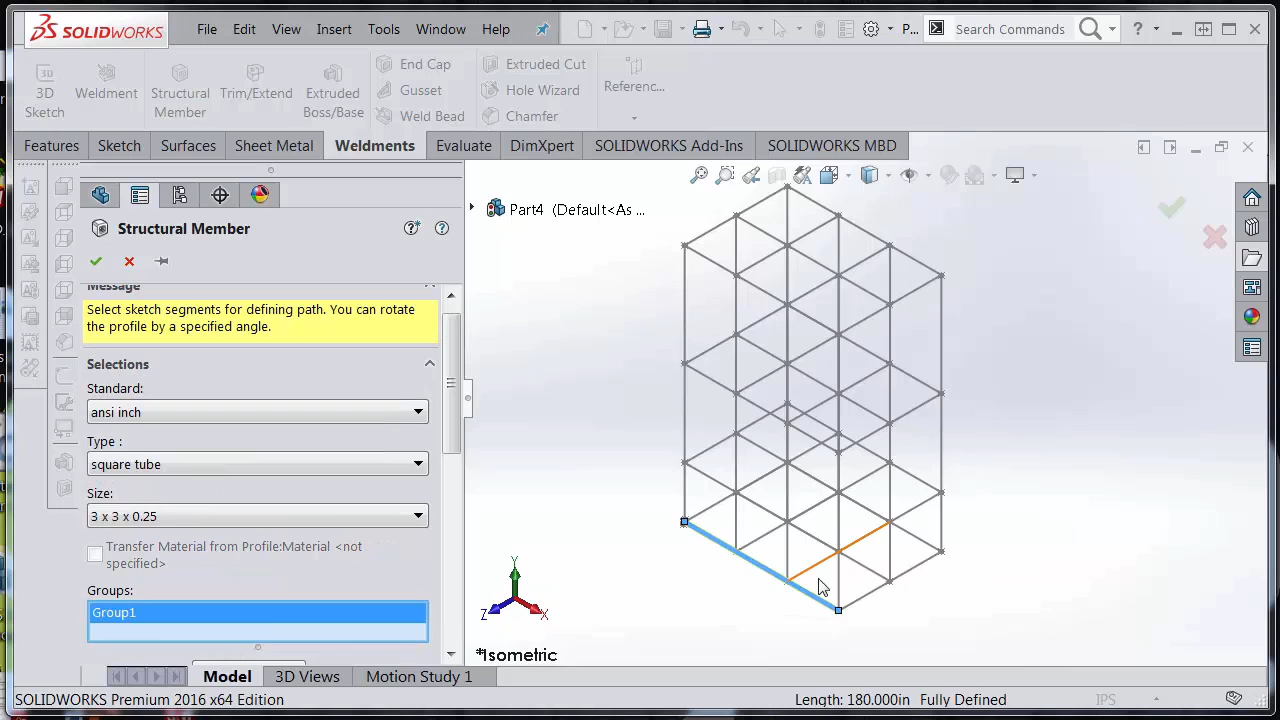 SOLIDWORKS
File Edit View Insert Tools Window Help P... Search Commands ?
3D Sketch
Weldment
Structural Member
Trim/Extend
Extruded Boss/Base
End Cap
Gusset
Weld Bead
Extruded Cut
Hole Wizard
Chamfer
Referenc...
Features Sketch Surfaces Sheet Metal Weldments Evaluate DimXpert SOLIDWORKS Add-Ins SOLIDWORKS MBD
Part4 (Default<As ...
Structural Member
Message
Select sketch segments for defining path. You can rotate
the profile by a specified angle.
Selections
Standard:
ansi inch
Type :
square tube
Size:
3 x 3 x 0.25
Transfer Material from Profile:Material <not
specified>
Groups:
Group1
Y
Z
X
*Isometric
Model 3D Views Motion Study 1
SOLIDWORKS Premium 2016 x64 Edition Length: 180.000in Fully Defined IPS